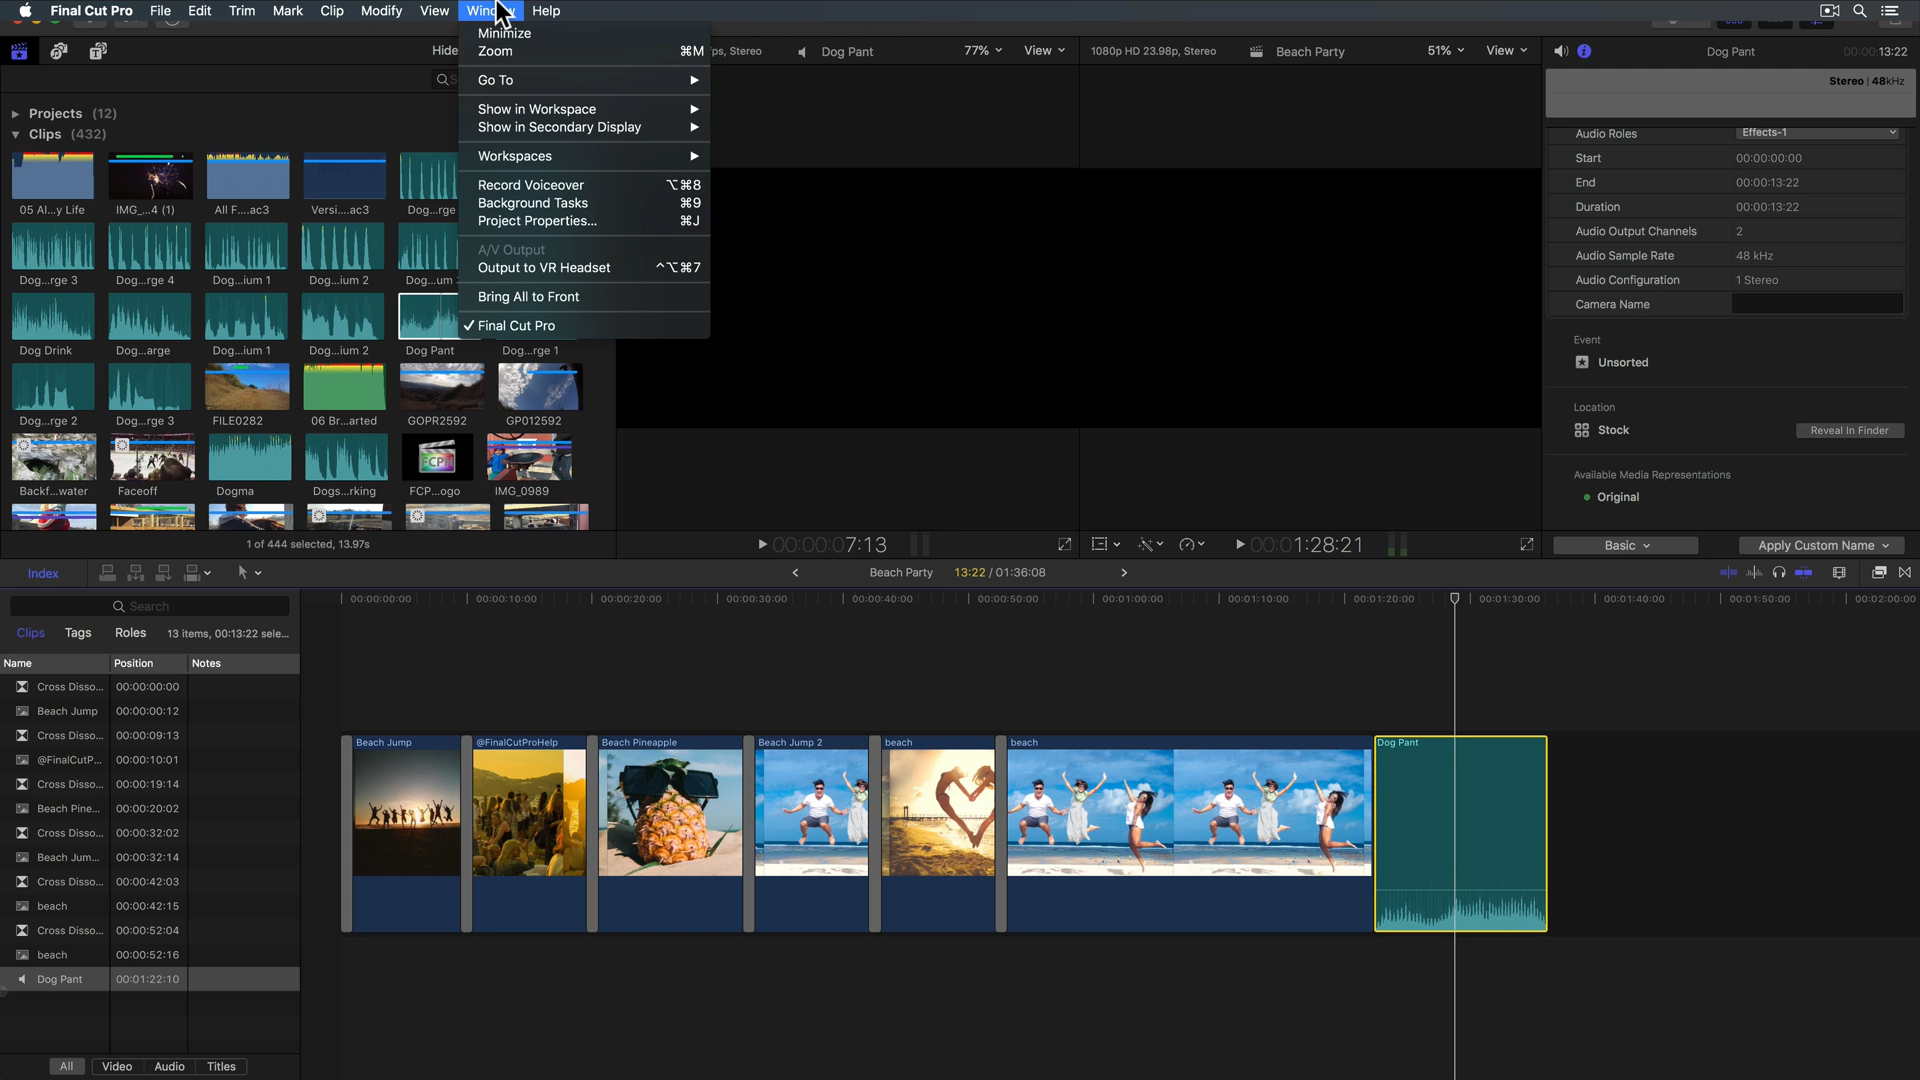 Final Cut Pro File Edit Trim Mark Clip Modify View Window Help
Minimize
Zoom ⌘M
Go To
Show in Workspace
Show in Secondary Display
Workspaces
Record Voiceover ⌥⌘8
Background Tasks ⌘9
Project Properties... ⌘J
A/V Output
Output to VR Headset ^⌥⌘7
Bring All to Front
✓ Final Cut Pro
Hide
Projects (12)
Clips (432)
05 Al...y Life IMG_...4 (1) All F....ac3 Versi....ac3 Dog...rge
Dog...rge 3 Dog...rge 4 Dog...ium 1 Dog...ium 2 Dog...um
Dog Drink Dog...arge Dog...ium 1 Dog...ium 2 Dog Pant Dog...rge 1
Dog...rge 2 Dog...rge 3 FILE0282 06 Br...arted GOPR2592 GP012592
Backf...water Faceoff Dogma Dogs...rking FCP...ogo IMG_0989
1 of 444 selected, 13.97s
ps, Stereo Dog Pant 77% View
1080p HD 23.98p, Stereo Beach Party 51% View
00:00:07:13
00:01:28:21
Dog Pant 00:00:13:22
Stereo | 48kHz
Audio Roles Effects-1
Start 00:00:00:00
End 00:00:13:22
Duration 00:00:13:22
Audio Output Channels 2
Audio Sample Rate 48 kHz
Audio Configuration 1 Stereo
Camera Name
Event
Unsorted
Location
Stock Reveal In Finder
Available Media Representations
Original
Basic Apply Custom Name
Index
Beach Party 13:22 / 01:36:08
Search
Clips Tags Roles 13 items, 00:13:22 sele...
Name Position Notes
Cross Disso... 00:00:00:00
Beach Jump 00:00:00:12
Cross Disso... 00:00:09:13
@FinalCutP... 00:00:10:01
Cross Disso... 00:00:19:14
Beach Pine... 00:00:20:02
Cross Disso... 00:00:32:02
Beach Jum... 00:00:32:14
Cross Disso... 00:00:42:03
beach 00:00:42:15
Cross Disso... 00:00:52:04
beach 00:00:52:16
Dog Pant 00:01:22:10
All Video Audio Titles
00:00:00:00 00:00:10:00 00:00:20:00 00:00:30:00 00:00:40:00 00:00:50:00 00:01:00:00 00:01:10:00 00:01:20:00 00:01:30:00 00:01:40:00 00:01:50:00 00:02:00:00
Beach Jump @FinalCutProHelp Beach Pineapple Beach Jump 2 beach beach Dog Pant